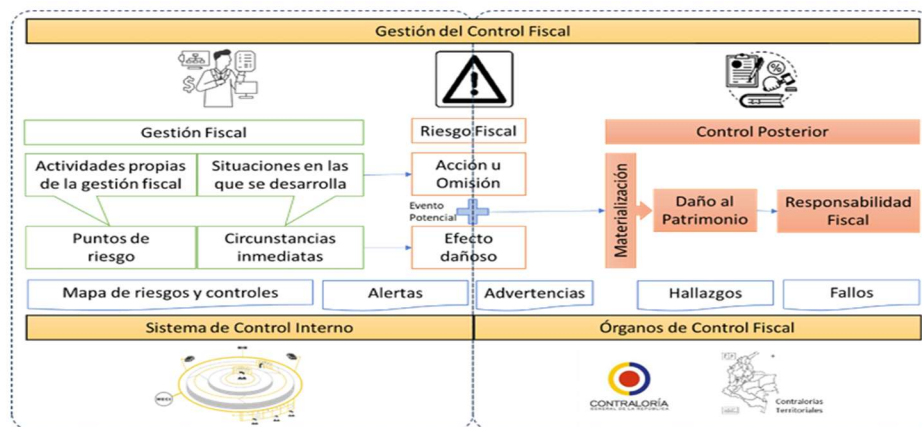 Gestión del Control Fiscal
Gestión Fiscal
Riesgo Fiscal
Control Posterior
Actividades propias
de la gestión fiscal
Situaciones en las
que se desarrolla
Acción u
Omisión
Evento
Potencial
Materialización
Daño al
Patrimonio
Responsabilidad
Fiscal
Puntos de
riesgo
Circunstancias
inmediatas
Efecto
dañoso
Mapa de riesgos y controles
Alertas
Advertencias
Hallazgos
Fallos
Sistema de Control Interno
Órganos de Control Fiscal
MECI
CONTRALORÍA
GENERAL DE LA REPÚBLICA
Contralorías
Territoriales